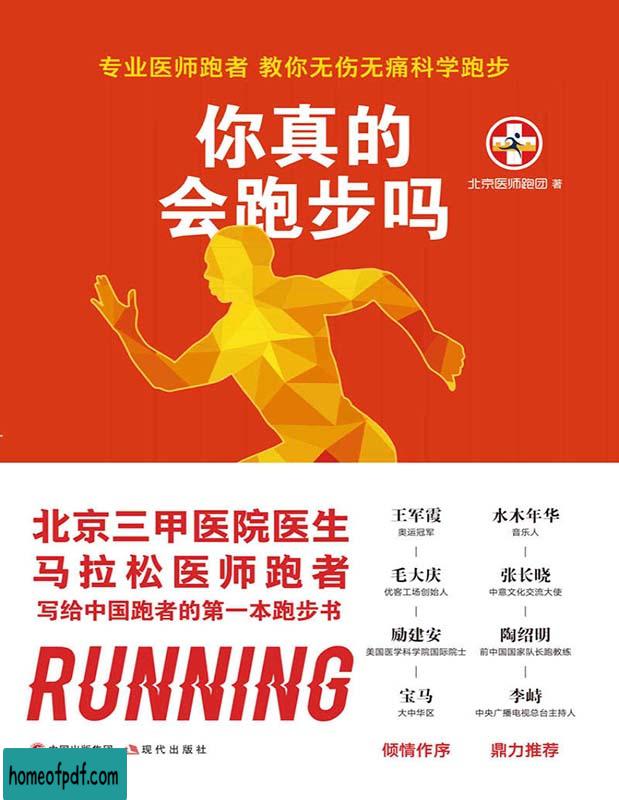 专业医师跑者 教你无伤无痛科学跑步
你真的
会跑步吗
北京医师跑团 著
北京三甲医院医生
马拉松医师跑者
写给中国跑者的第一本跑步书
RUNNING
王军霞
奥运冠军
毛大庆
优客工场创始人
励建安
美国医学科学院国际院士
宝马
大中华区
倾情作序
水木年华
音乐人
张长晓
中意文化交流大使
陶绍明
前中国国家队长跑教练
李峙
中央广播电视总台主持人
鼎力推荐
中国出版集团 现代出版社
homeofpdf.com